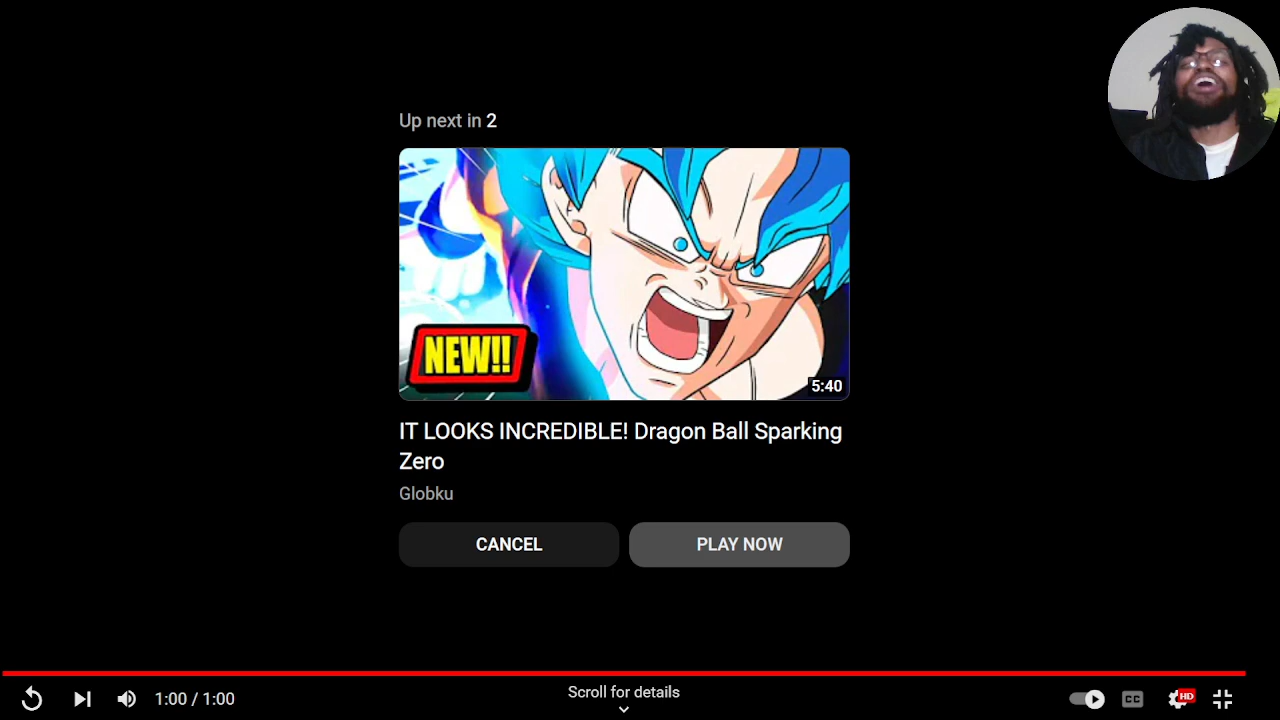 Up next in 2
NEW!!
5:40
IT LOOKS INCREDIBLE! Dragon Ball Sparking
Zero
Globku
CANCEL
PLAY NOW
1:00 / 1:00
Scroll for details
CC
HD